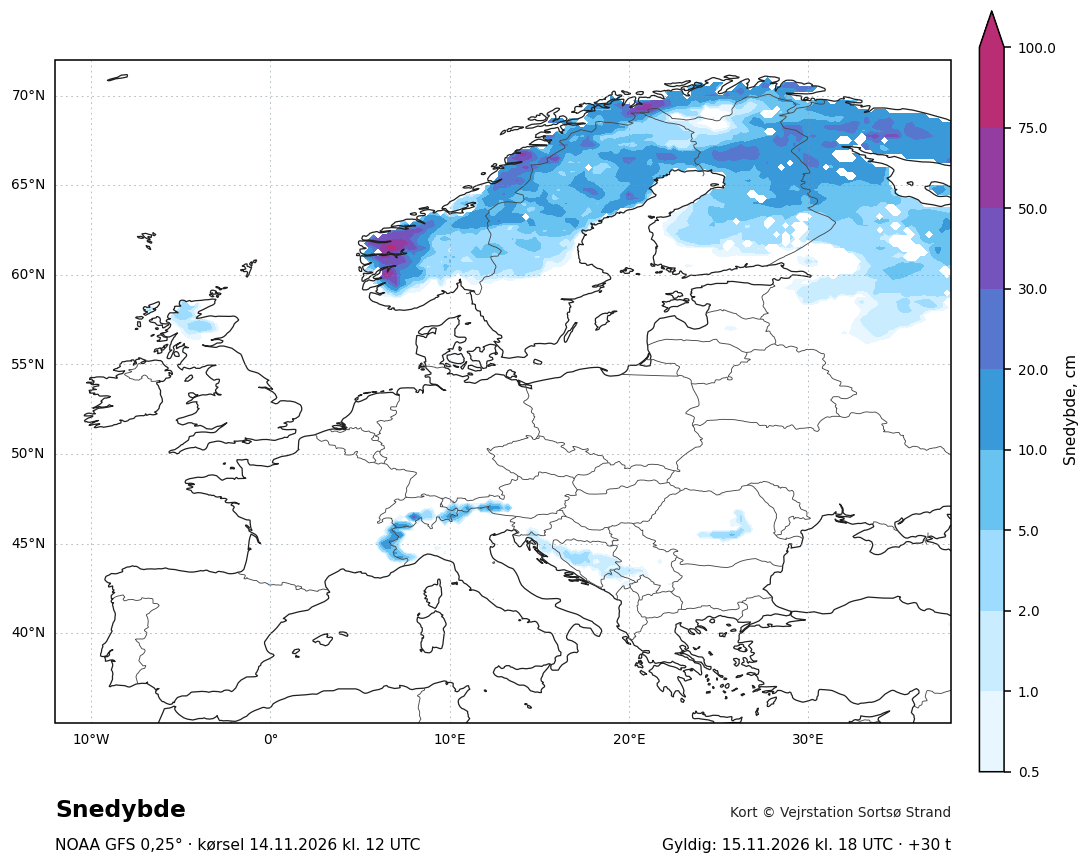 100.0
70°N
75.0
65°N
50.0
60°N
30.0
55°N
20.0
Snedybde, cm
50°N
10.0
45°N
5.0
40°N
2.0
1.0
10°W 0° 10°E 20°E 30°E
0.5
Snedybde
Kort © Vejrstation Sortsø Strand
NOAA GFS 0,25° · kørsel 14.11.2026 kl. 12 UTC
Gyldig: 15.11.2026 kl. 18 UTC · +30 t